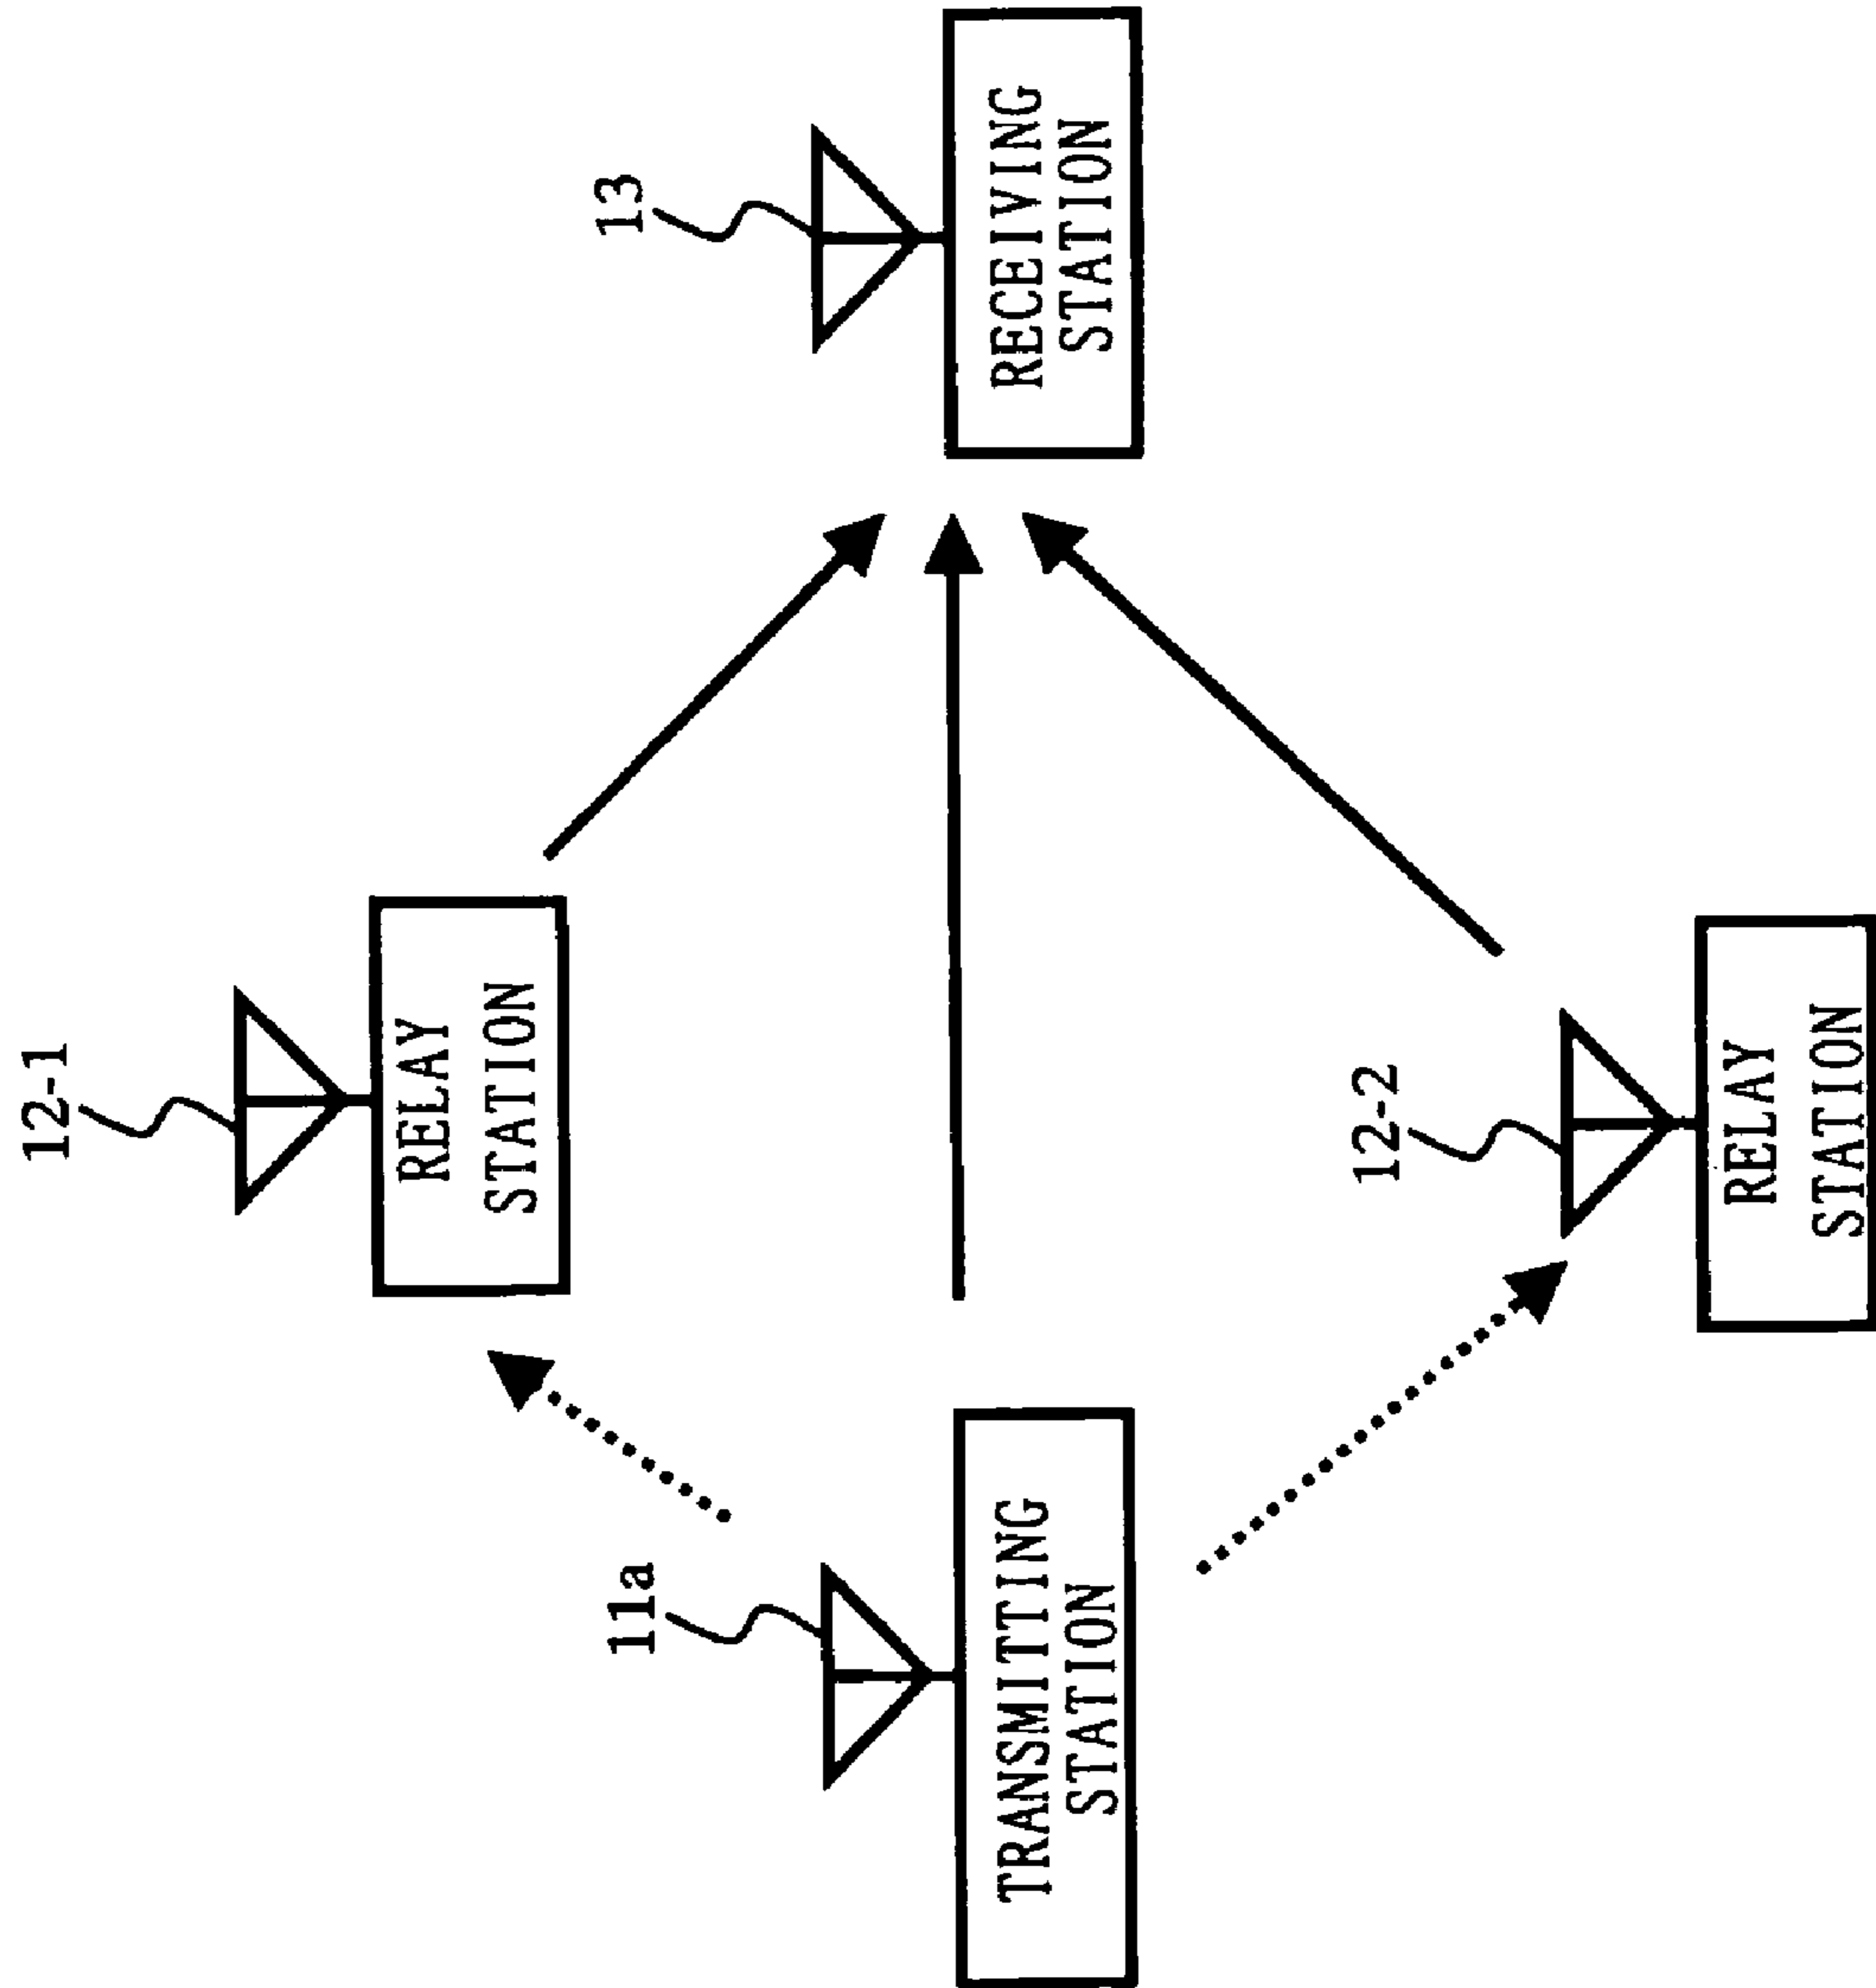 12-1
RELAY
STATION
11a
TRANSMITTING
STATION
13
RECEIVING
STATION
12-2
RELAY
STATION